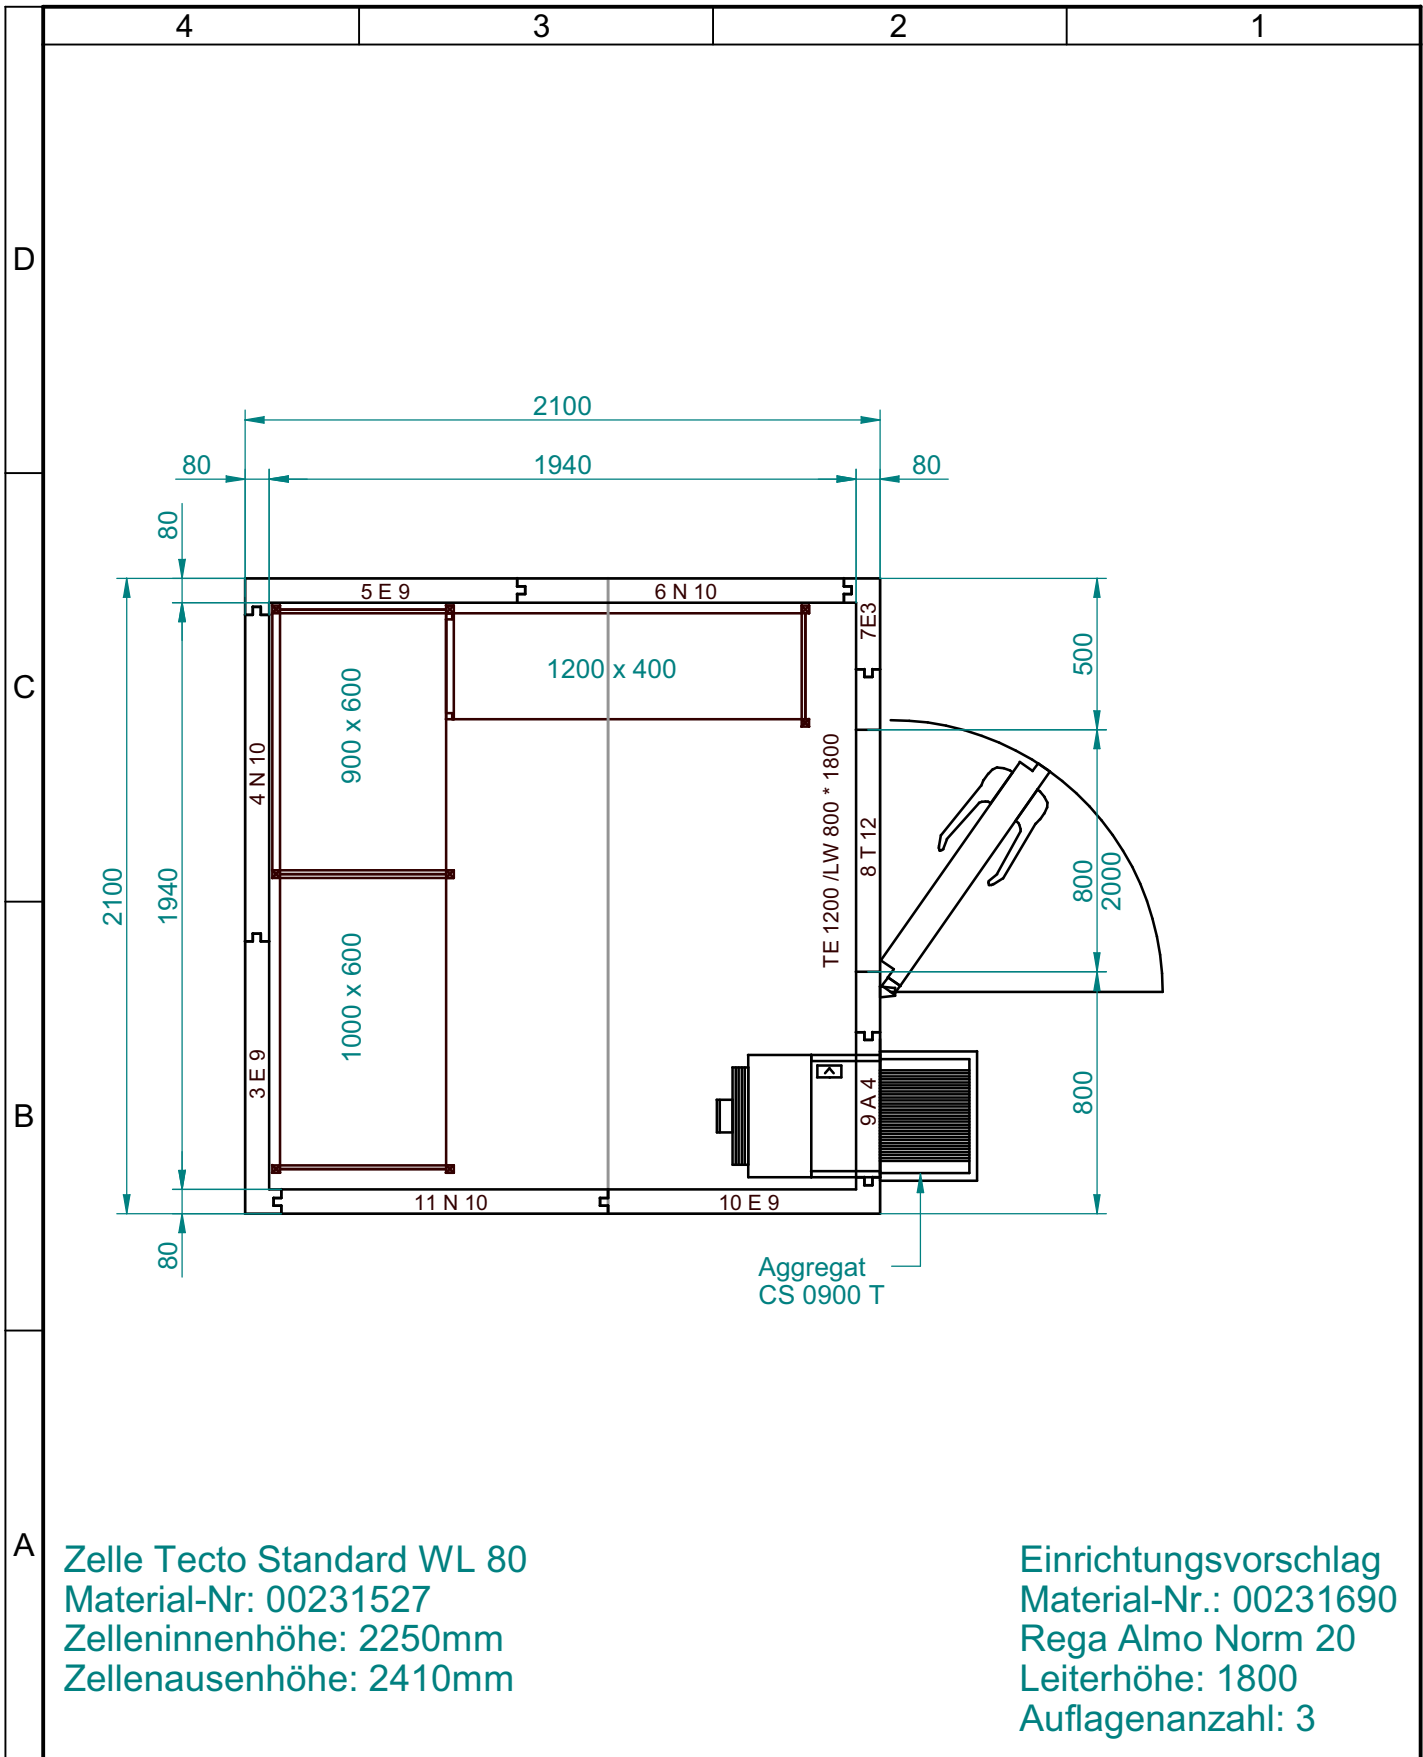 4 3 2 1
D
2100
80 1940 80
80
5 E 9 6 N 10
7E3
500
C
1200 x 400
900 x 600
4 N 10
TE 1200 /LW 800 * 1800
8 T 12
800
2000
2100
1940
1000 x 600
3 E 9
9 A 4
800
B
11 N 10 10 E 9
80
Aggregat
CS 0900 T
A
Zelle Tecto Standard WL 80
Material-Nr: 00231527
Zelleninnenhöhe: 2250mm
Zellenausenhöhe: 2410mm
Einrichtungsvorschlag
Material-Nr.: 00231690
Rega Almo Norm 20
Leiterhöhe: 1800
Auflagenanzahl: 3